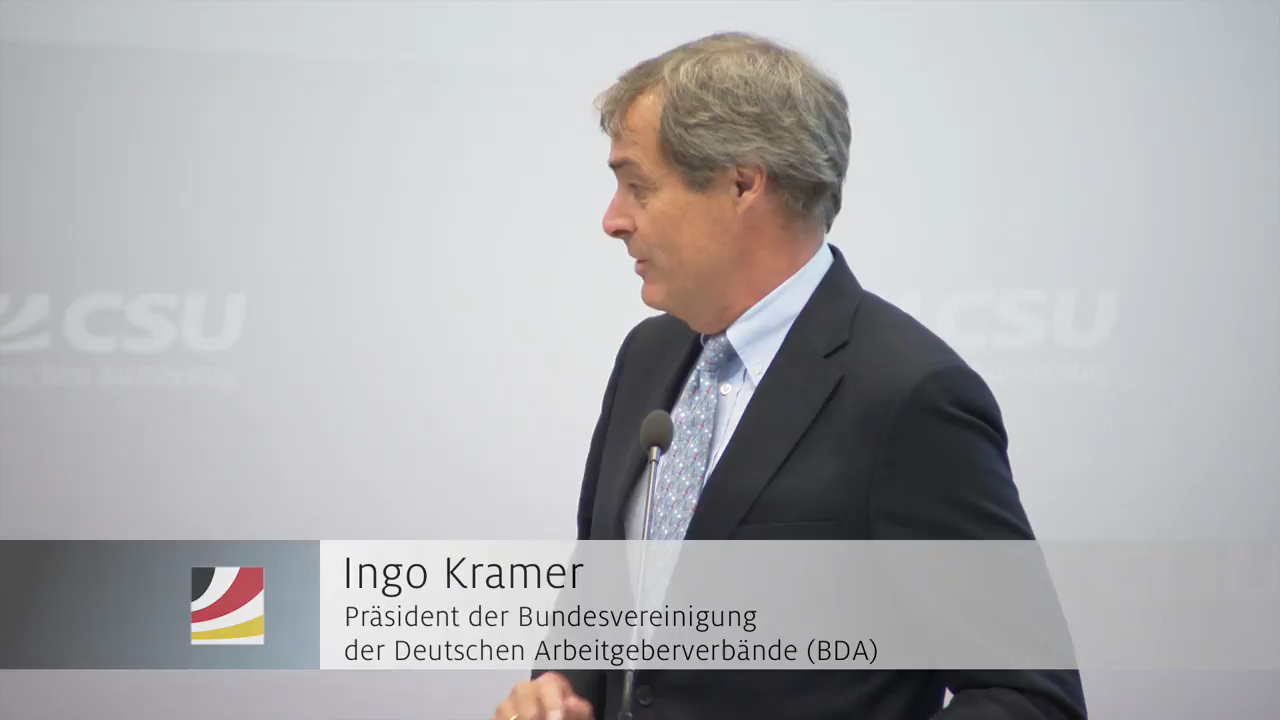 CSU
CSU
Ingo Kramer
Präsident der Bundesvereinigung
der Deutschen Arbeitgeberverbände (BDA)